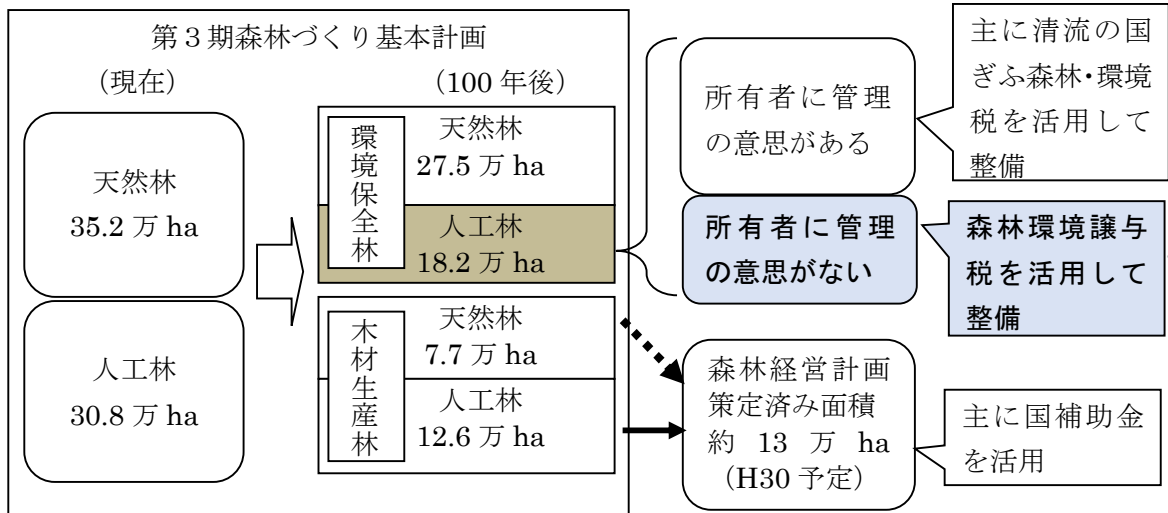 第３期森林づくり基本計画
（現在）
（100 年後）
天然林
35.2 万 ha
人工林
30.8 万 ha
環境保全林
天然林
27.5 万 ha
人工林
18.2 万 ha
木材生産林
天然林
7.7 万 ha
人工林
12.6 万 ha
所有者に管理
の意思がある
主に清流の国
ぎふ森林・環境
税を活用して
整備
所有者に管理
の意思がない
森林環境譲与
税を活用して
整備
森林経営計画
策定済み面積
約 13 万 ha
（H30 予定）
主に国補助金
を活用